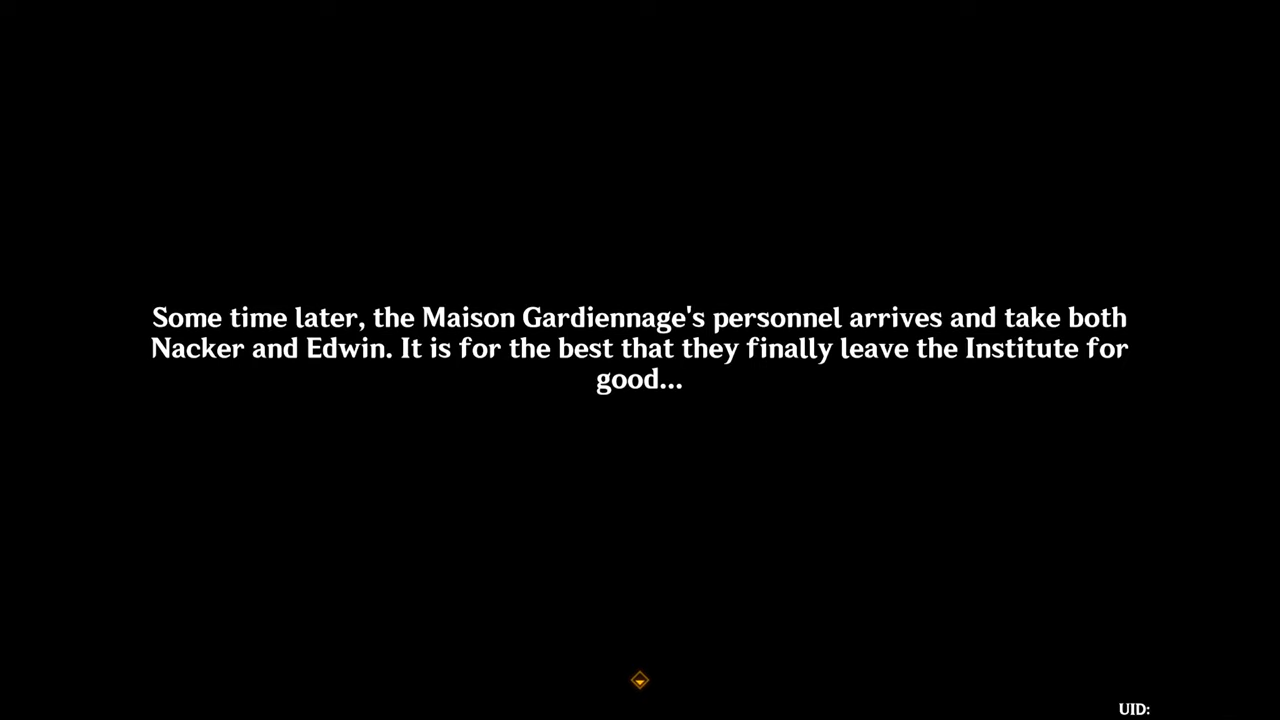 Some time later, the Maison Gardiennage's personnel arrives and take both
Nacker and Edwin. It is for the best that they finally leave the Institute for
good...
UID: